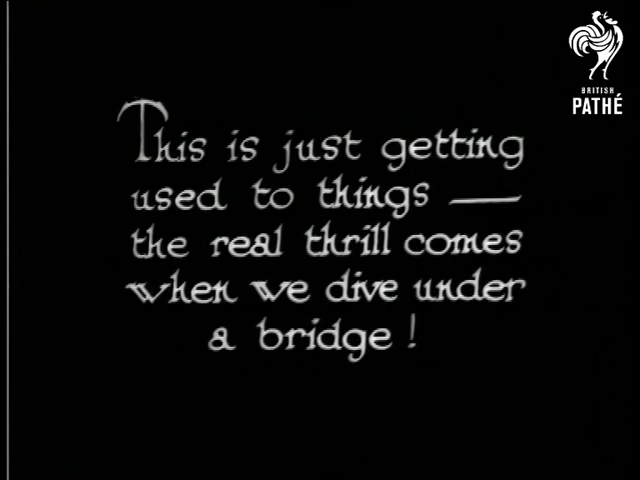 BRITISH
PATHÉ
This is just getting
used to things —
the real thrill comes
when we dive under
a bridge!